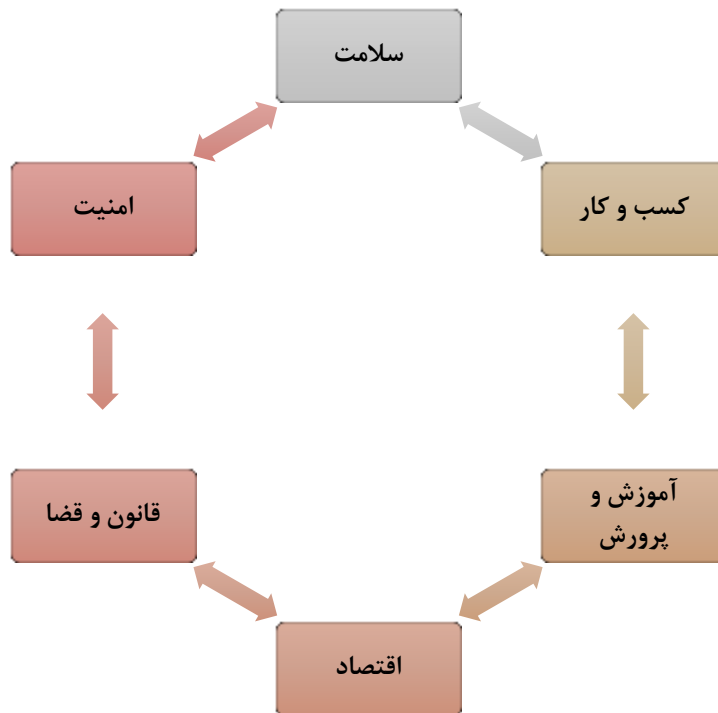 سلامت
کسب و کار
آموزش و
پرورش
اقتصاد
قانون و قضا
امنیت